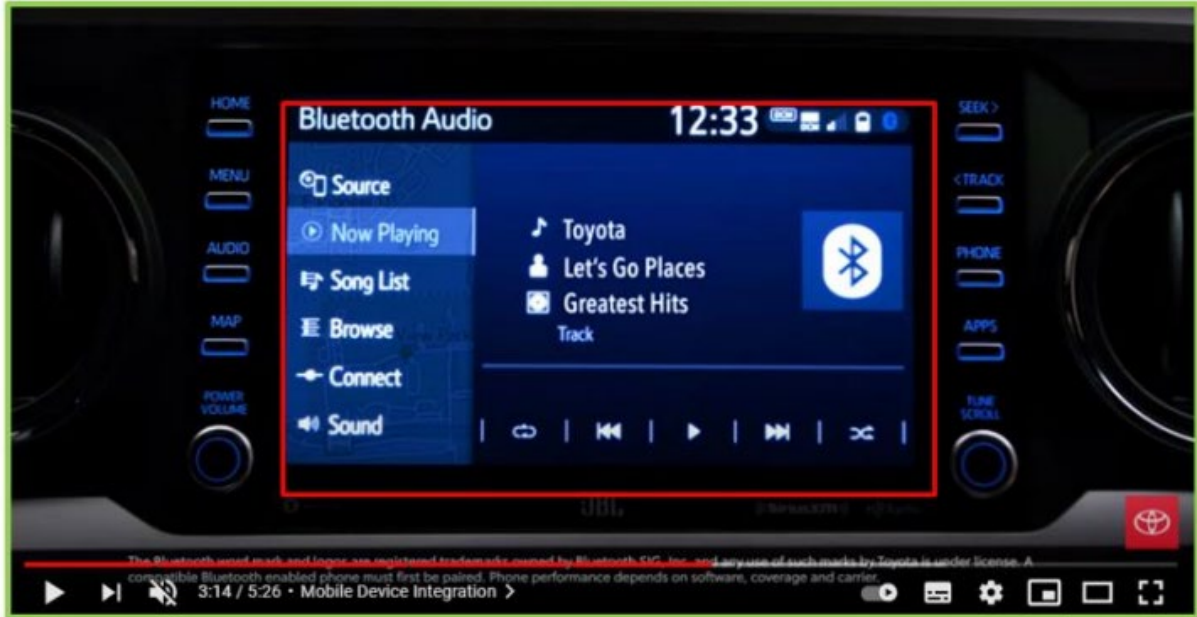 HOME
MENU
AUDIO
MAP
POWER
VOLUME
Bluetooth Audio 12:33
DCM
DCM
Source
Now Playing
Song List
Browse
Connect
Sound
Toyota
Let's Go Places
Greatest Hits
Track
SEEK >
< TRACK
PHONE
APPS
TUNE
SCROLL
JBL
SiriusXM
The Bluetooth word mark and logos are registered trademarks owned by Bluetooth SIG, Inc. and any use of such marks by Toyota is under license. A
compatible Bluetooth enabled phone must first be paired. Phone performance depends on software, coverage and carrier.
3:14 / 5:26 • Mobile Device Integration >